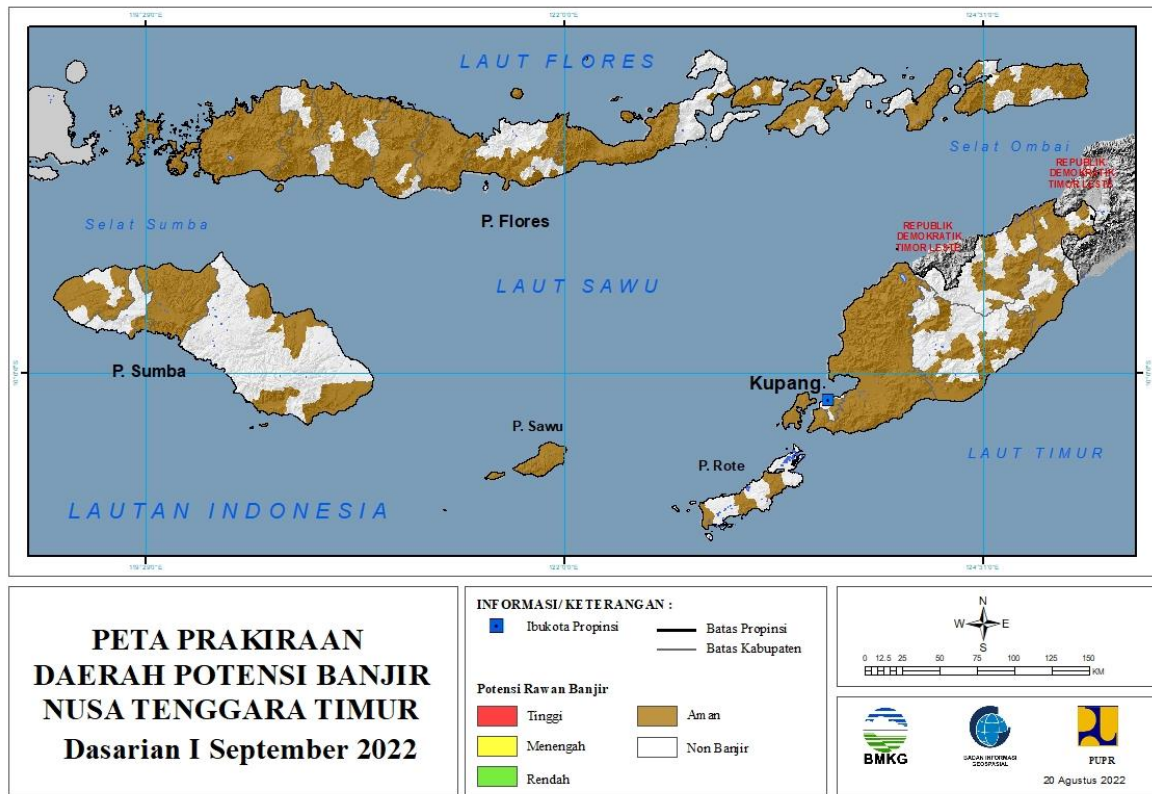 LAUT FLORES
Selat Ombai
REPUBLIK
DEMOKRATIK
TIMOR LESTE
P. Flores
Selat Sumba
REPUBLIK
DEMOKRATIK
TIMOR LESTE
LAUT SAWU
P. Sumba
Kupang
P. Sawu
P. Rote
LAUT TIMUR
LAUTAN INDONESIA
PETA PRAKIRAAN
DAERAH POTENSI BANJIR
NUSA TENGGARA TIMUR
Dasarian I September 2022
INFORMASI/ KETERANGAN :
Ibukota Propinsi
Batas Propinsi
Batas Kabupaten
Potensi Rawan Banjir
Tinggi
Aman
Menengah
Non Banjir
Rendah
N
W E
S
0 12.5 25 50 75 100 125 150
KM
BMKG
BADAN INFORMASI
GEOSPASIAL
PUPR
20 Agustus 2022